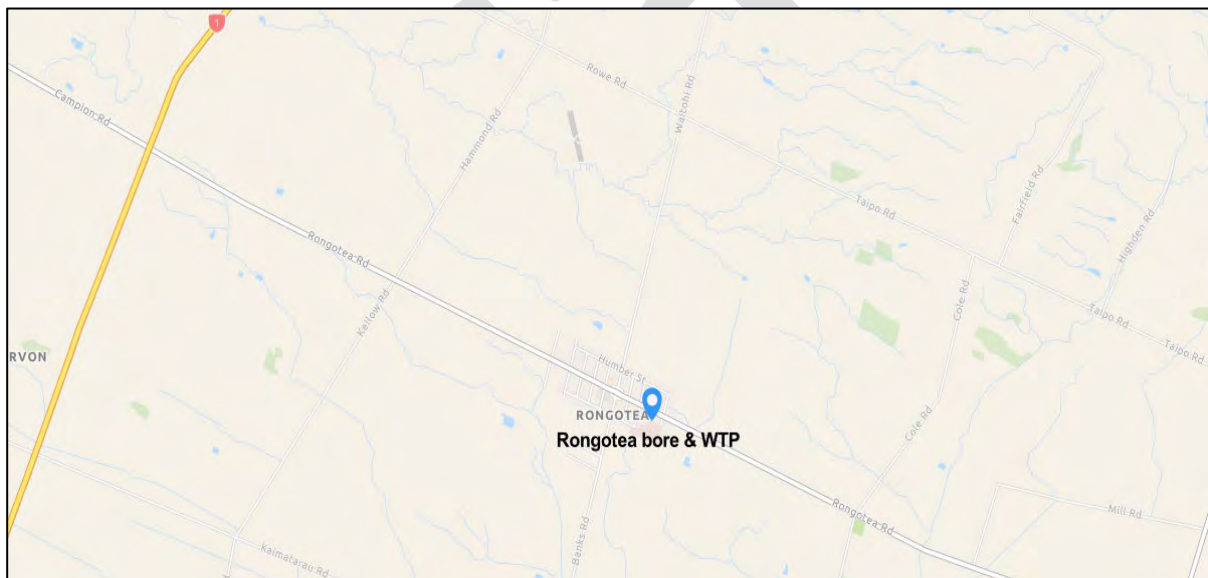 1
Rowe Rd
Waitohi Rd
Campion Rd
Hammond Rd
Fairfield Rd
Taipo Rd
Highden Rd
Rongotea Rd
Kellow Rd
Cole Rd
Taipo Rd
Taipo Rd
RVON
Humber St
RONGOTEA
Rongotea bore & WTP
Cole Rd
Rongotea Rd
Mill Rd
Banks Rd
Kaimatarau Rd